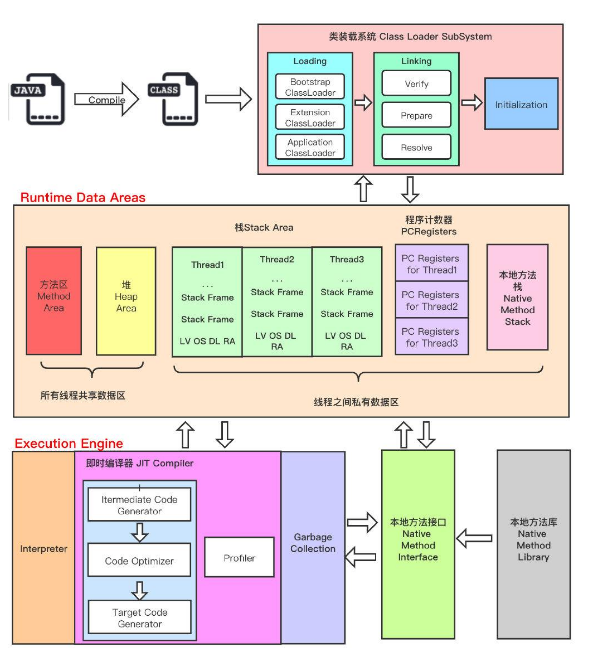 类装载系统 Class Loader SubSystem
Loading
Linking
Bootstrap
ClassLoader
Extension
ClassLoader
Application
ClassLoader
Verify
Prepare
Resolve
Initialization
JAVA
Compile
CLASS
Runtime Data Areas
栈Stack Area
程序计数器
PCRegisters
方法区
Method
Area
堆
Heap
Area
Thread1
...
Stack Frame
Stack Frame
LV OS DL RA
Thread2
...
Stack Frame
Stack Frame
LV OS DL
RA
Thread3
...
Stack Frame
Stack Frame
LV OS DL
RA
PC Registers
for Thread1
PC Registers
for Thread2
PC Registers
for Thread3
本地方法
栈
Native
Method
Stack
所有线程共享数据区
线程之间私有数据区
Execution Engine
Interpreter
即时编译器 JIT Compiler
Itermediate Code
Generator
Code Optimizer
Target Code
Generator
Profiler
Garbage
Collection
本地方法接口
Native
Method
Interface
本地方法库
Native
Method
Library